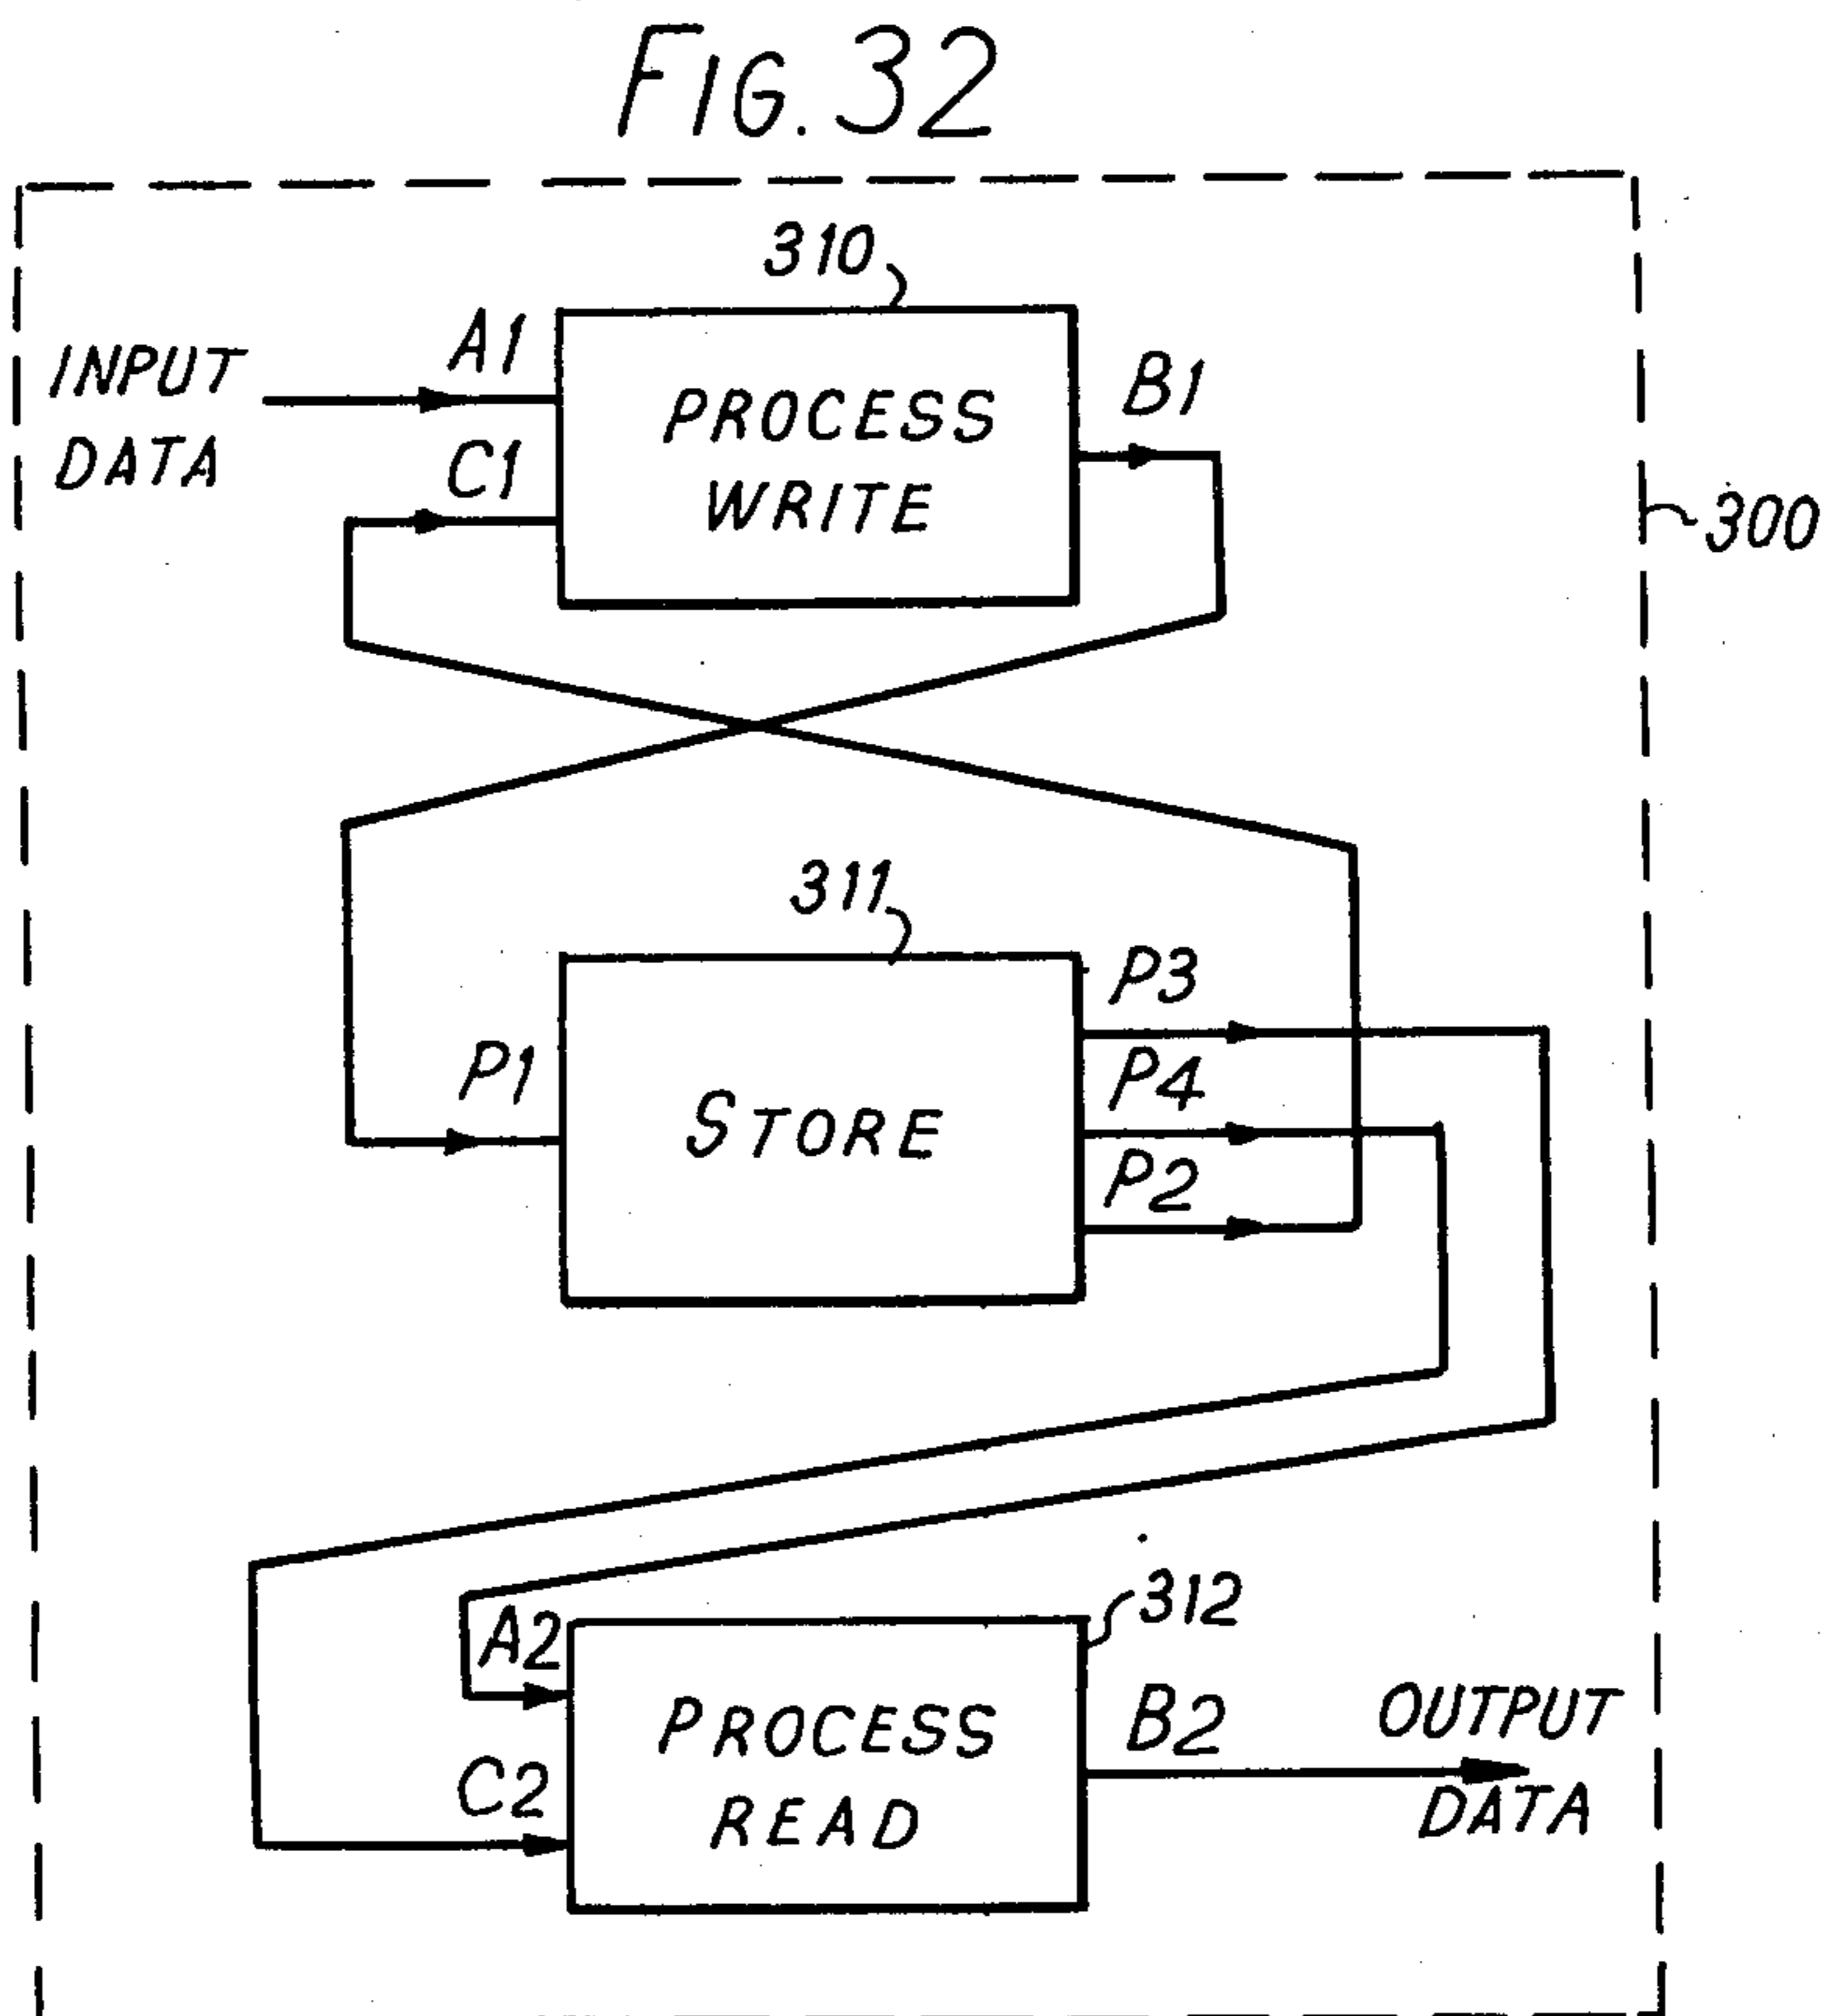 FIG. 32
310
INPUT
DATA
A1
C1
PROCESS
WRITE
B1
300
311
P1
STORE
P3
P4
P2
312
A2
C2
PROCESS
READ
B2
OUTPUT
DATA